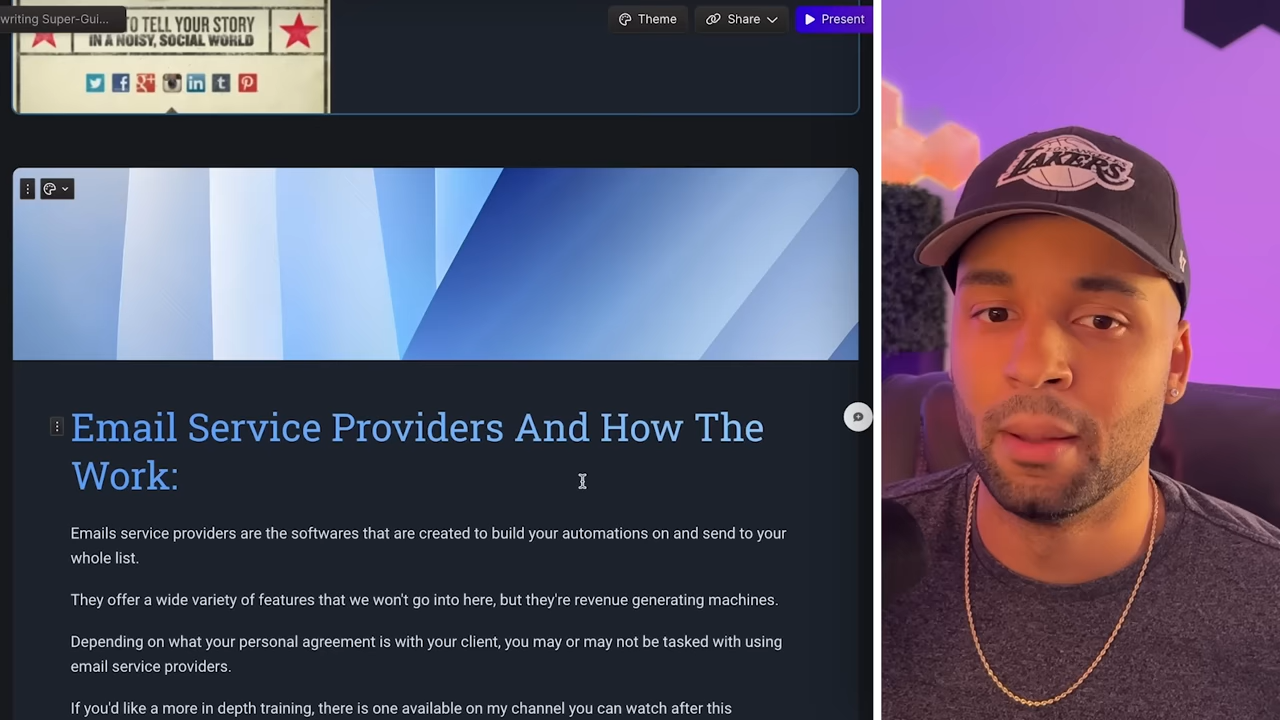 writing Super-Gui...
Theme
Share
Present
TO TELL YOUR STORY
IN A NOISY, SOCIAL WORLD
Email Service Providers And How The
Work:
Emails service providers are the softwares that are created to build your automations on and send to your
whole list.
They offer a wide variety of features that we won't go into here, but they're revenue generating machines.
Depending on what your personal agreement is with your client, you may or may not be tasked with using
email service providers.
If you'd like a more in depth training, there is one available on my channel you can watch after this
LOS ANGELES
LAKERS